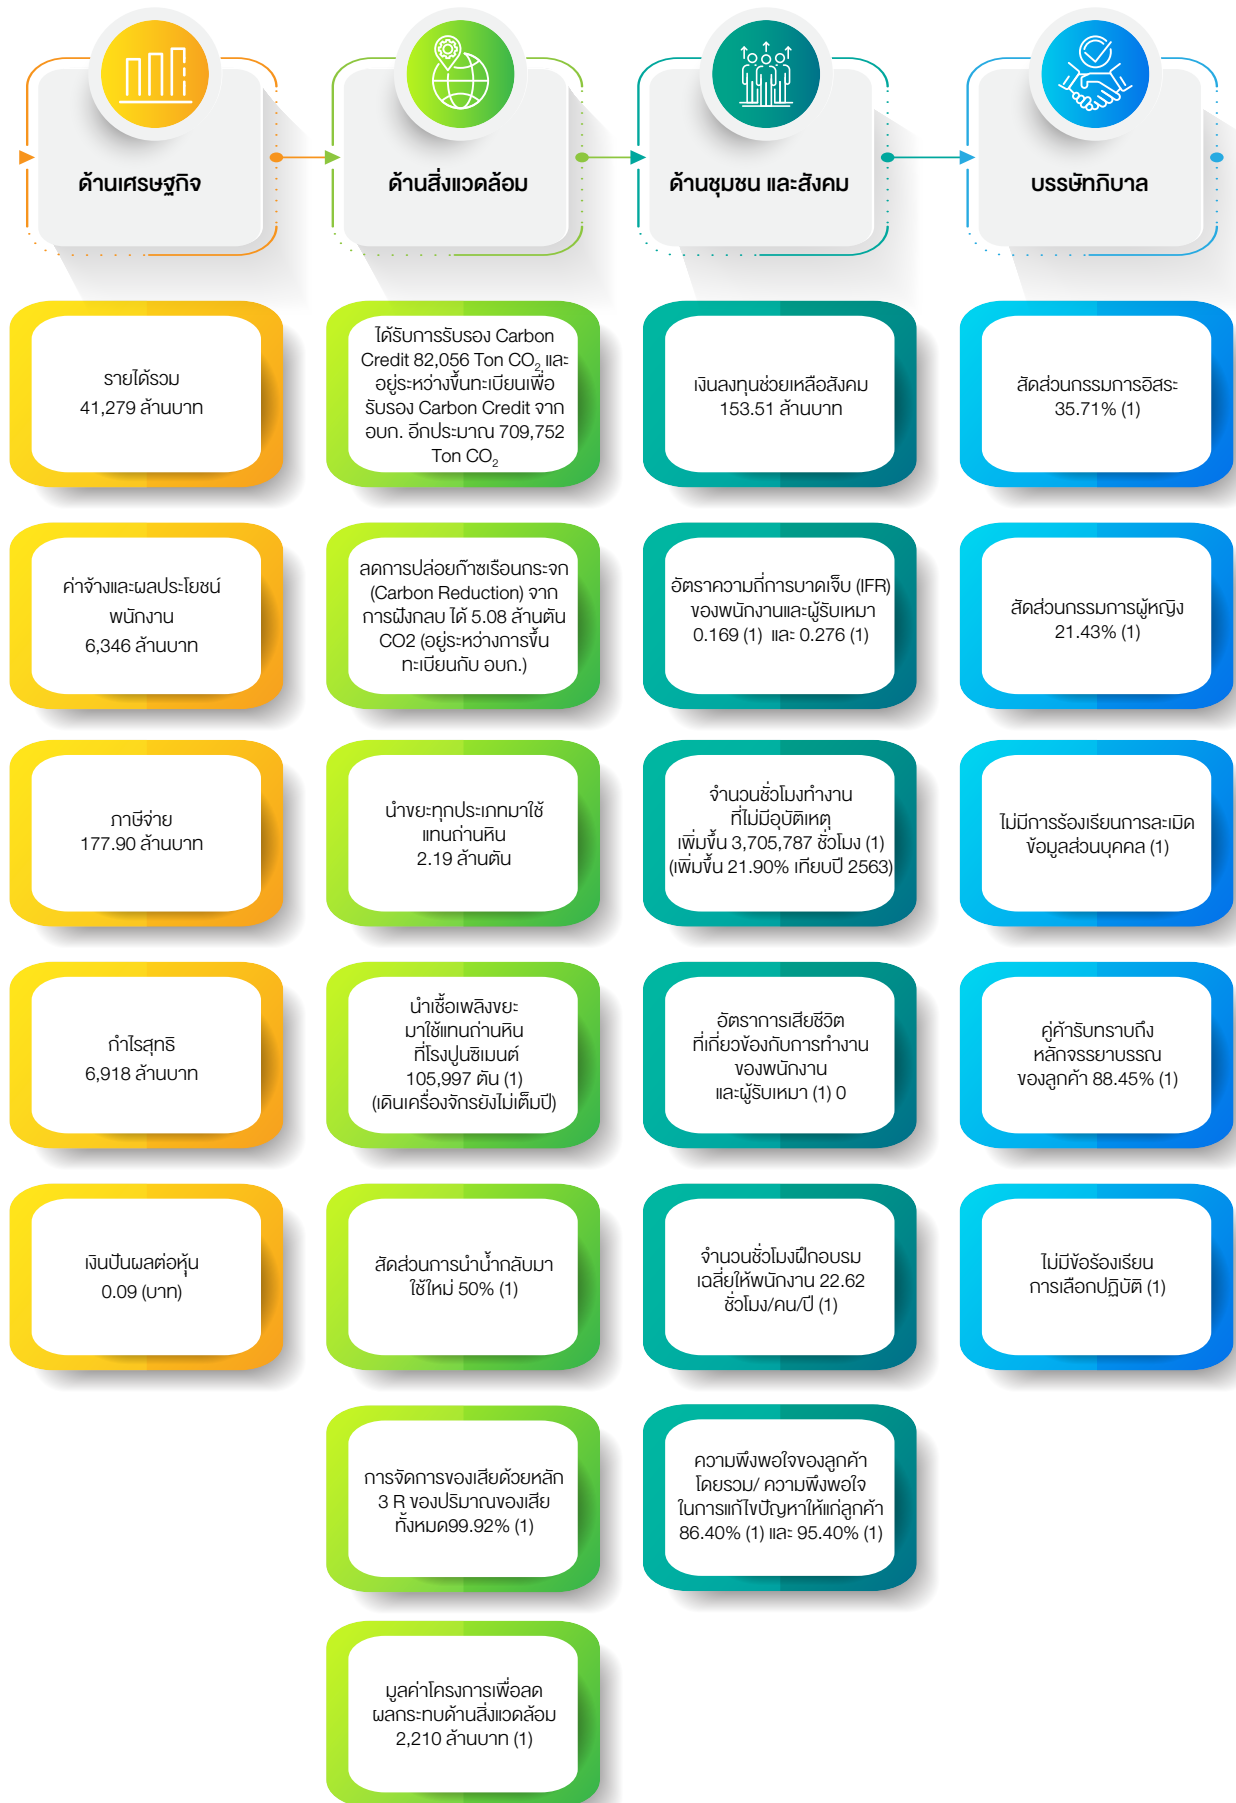 ด้านเศรษฐกิจ
รายได้รวม
41,279 ล้านบาท
ค่าจ้างและผลประโยชน์
พนักงาน
6,346 ล้านบาท
ภาษีจ่าย
177.90 ล้านบาท
กำไรสุทธิ
6,918 ล้านบาท
เงินปันผลต่อหุ้น
0.09 (บาท)
ด้านสิ่งแวดล้อม
ได้รับการรับรอง Carbon
Credit 82,056 Ton CO₂ และ
อยู่ระหว่างขึ้นทะเบียนเพื่อ
รับรอง Carbon Credit จาก
อบก. อีกประมาณ 709,752
Ton CO₂
ลดการปล่อยก๊าซเรือนกระจก
(Carbon Reduction) จาก
การฝังกลบ ได้ 5.08 ล้านตัน
CO2 (อยู่ระหว่างการขึ้น
ทะเบียนกับ อบก.)
นำขยะทุกประเภทมาใช้
แทนถ่านหิน
2.19 ล้านตัน
นำเชื้อเพลิงขยะ
มาใช้แทนถ่านหิน
ที่โรงปูนซิเมนต์
105,997 ตัน (1)
(เดินเครื่องจักรยังไม่เต็มปี)
สัดส่วนการนำน้ำกลับมา
ใช้ใหม่ 50% (1)
การจัดการของเสียด้วยหลัก
3 R ของปริมาณของเสีย
ทั้งหมด99.92% (1)
มูลค่าโครงการเพื่อลด
ผลกระทบด้านสิ่งแวดล้อม
2,210 ล้านบาท (1)
ด้านชุมชน และสังคม
เงินลงทุนช่วยเหลือสังคม
153.51 ล้านบาท
อัตราความถี่การบาดเจ็บ (IFR)
ของพนักงานและผู้รับเหมา
0.169 (1) และ 0.276 (1)
จำนวนชั่วโมงทำงาน
ที่ไม่มีอุบัติเหตุ
เพิ่มขึ้น 3,705,787 ชั่วโมง (1)
(เพิ่มขึ้น 21.90% เทียบปี 2563)
อัตราการเสียชีวิต
ที่เกี่ยวข้องกับการทำงาน
ของพนักงาน
และผู้รับเหมา (1) 0
จำนวนชั่วโมงฝึกอบรม
เฉลี่ยให้พนักงาน 22.62
ชั่วโมง/คน/ปี (1)
ความพึงพอใจของลูกค้า
โดยรวม/ ความพึงพอใจ
ในการแก้ไขปัญหาให้แก่ลูกค้า
86.40% (1) และ 95.40% (1)
บรรษัทภิบาล
สัดส่วนกรรมการอิสระ
35.71% (1)
สัดส่วนกรรมการผู้หญิง
21.43% (1)
ไม่มีการร้องเรียนการละเมิด
ข้อมูลส่วนบุคคล (1)
คู่ค้ารับทราบถึง
หลักจรรยาบรรณ
ของลูกค้า 88.45% (1)
ไม่มีข้อร้องเรียน
การเลือกปฏิบัติ (1)